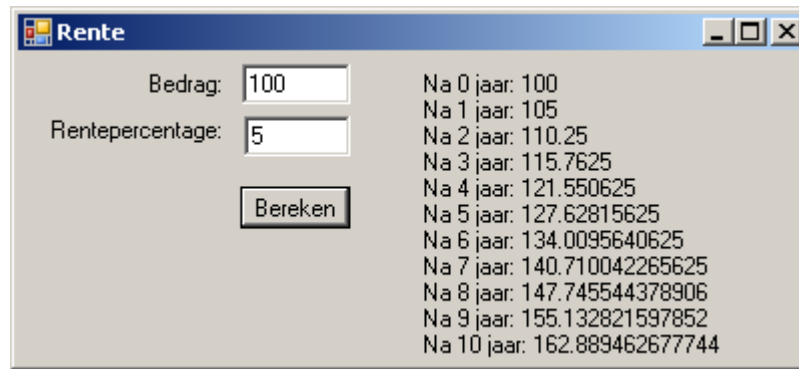 Rente
Bedrag: 100
Rentepercentage: 5
Bereken
Na 0 jaar: 100
Na 1 jaar: 105
Na 2 jaar: 110.25
Na 3 jaar: 115.7625
Na 4 jaar: 121.550625
Na 5 jaar: 127.62815625
Na 6 jaar: 134.0095640625
Na 7 jaar: 140.710042265625
Na 8 jaar: 147.745544378906
Na 9 jaar: 155.132821597852
Na 10 jaar: 162.889462677744